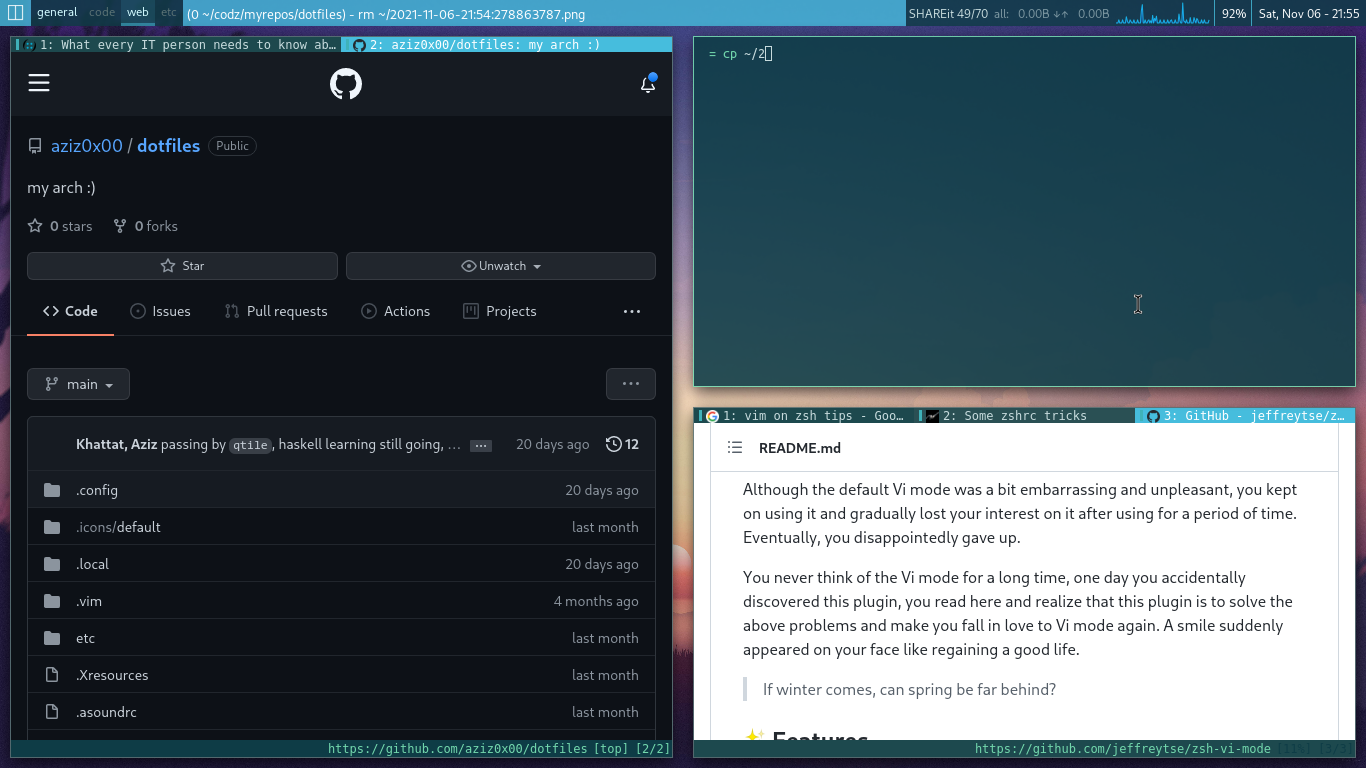 general code web etc (0 ~/codz/myrepos/dotfiles) - rm ~/2021-11-06-21:54:278863787.png SHAREit 49/70 all: 0.00B ↓↑ 0.00B 92% Sat, Nov 06 - 21:55
1: What every IT person needs to know ab… 2: aziz0x00/dotfiles: my arch :)
aziz0x00 / dotfiles Public
my arch :)
0 stars 0 forks
Star Unwatch
Code Issues Pull requests Actions Projects ...
main ...
Khattat, Aziz passing by qtile, haskell learning still going, … ... 20 days ago 12
.config 20 days ago
.icons/default last month
.local 20 days ago
.vim 4 months ago
etc last month
.Xresources last month
.asoundrc last month
https://github.com/aziz0x00/dotfiles [top] [2/2]
= cp ~/2
1: vim on zsh tips - Goo… 2: Some zshrc tricks 3: GitHub - jeffreytse/z…
README.md
Although the default Vi mode was a bit embarrassing and unpleasant, you kept
on using it and gradually lost your interest on it after using for a period of time.
Eventually, you disappointedly gave up.
You never think of the Vi mode for a long time, one day you accidentally
discovered this plugin, you read here and realize that this plugin is to solve the
above problems and make you fall in love to Vi mode again. A smile suddenly
appeared on your face like regaining a good life.
If winter comes, can spring be far behind?
✨ Features
https://github.com/jeffreytse/zsh-vi-mode [11%] [3/3]